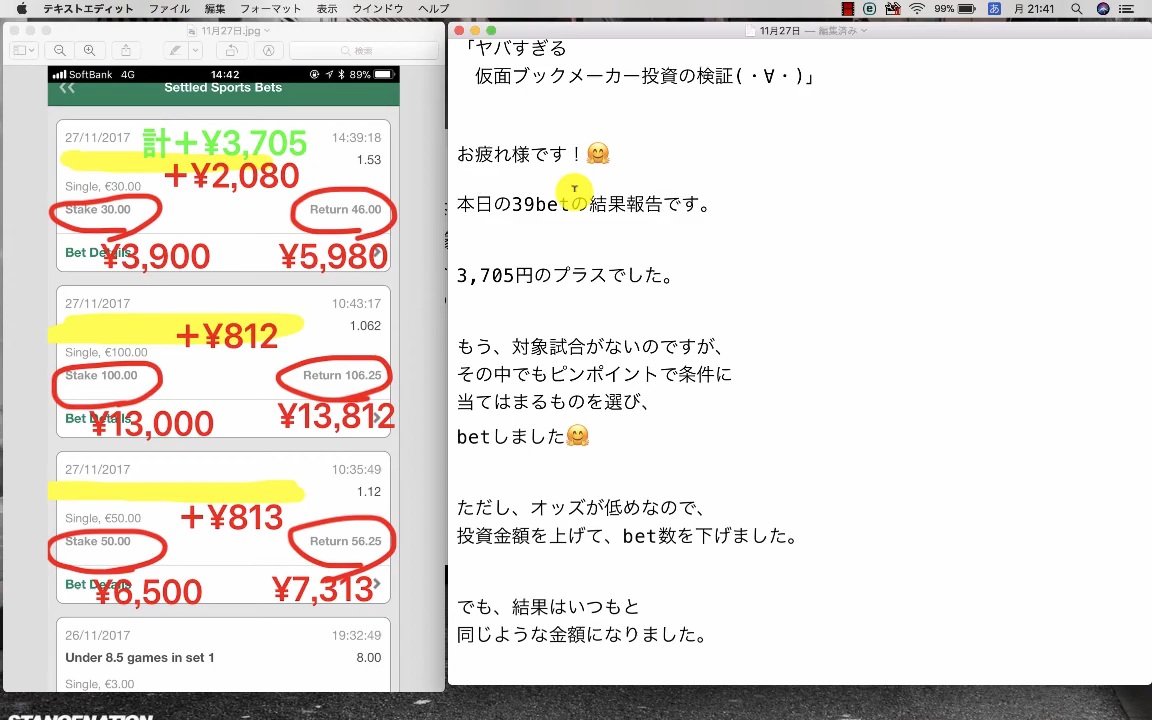 テキストエディット ファイル 編集 フォーマット 表示 ウインドウ ヘルプ
99% あ 月 21:41
11月27日.jpg
検索
SoftBank 4G 14:42 89%
Settled Sports Bets
27/11/2017 14:39:18
計＋¥3,705
1.53
＋¥2,080
Single, €30.00
Stake 30.00 Return 46.00
Bet Details
¥3,900 ¥5,980
27/11/2017 10:43:17
1.062
＋¥812
Single, €100.00
Stake 100.00 Return 106.25
Bet Details
¥13,000 ¥13,812
27/11/2017 10:35:49
1.12
＋¥813
Single, €50.00
Stake 50.00 Return 56.25
Bet Details
¥6,500 ¥7,313
26/11/2017 19:32:49
Under 8.5 games in set 1 8.00
Single, €3.00
11月27日 — 編集済み
「ヤバすぎる
仮面ブックメーカー投資の検証(・∀・)」
お疲れ様です！🤗
本日の39betの結果報告です。
3,705円のプラスでした。
もう、対象試合がないのですが、
その中でもピンポイントで条件に
当てはまるものを選び、
betしました🤗
ただし、オッズが低めなので、
投資金額を上げて、bet数を下げました。
でも、結果はいつもと
同じような金額になりました。